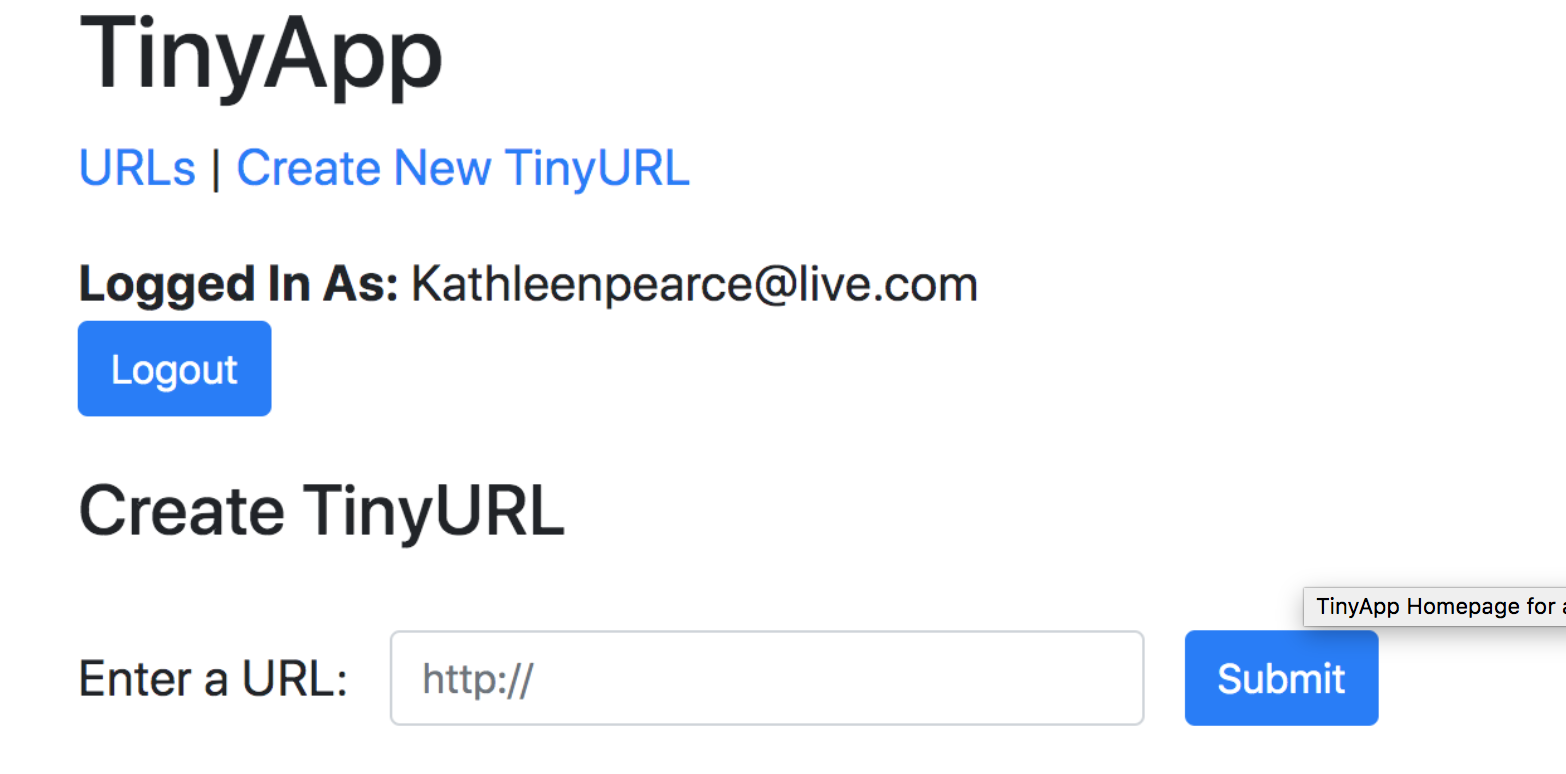 TinyApp
URLs | Create New TinyURL
Logged In As: Kathleenpearce@live.com
Logout
Create TinyURL
TinyApp Homepage for
Enter a URL: http:// Submit